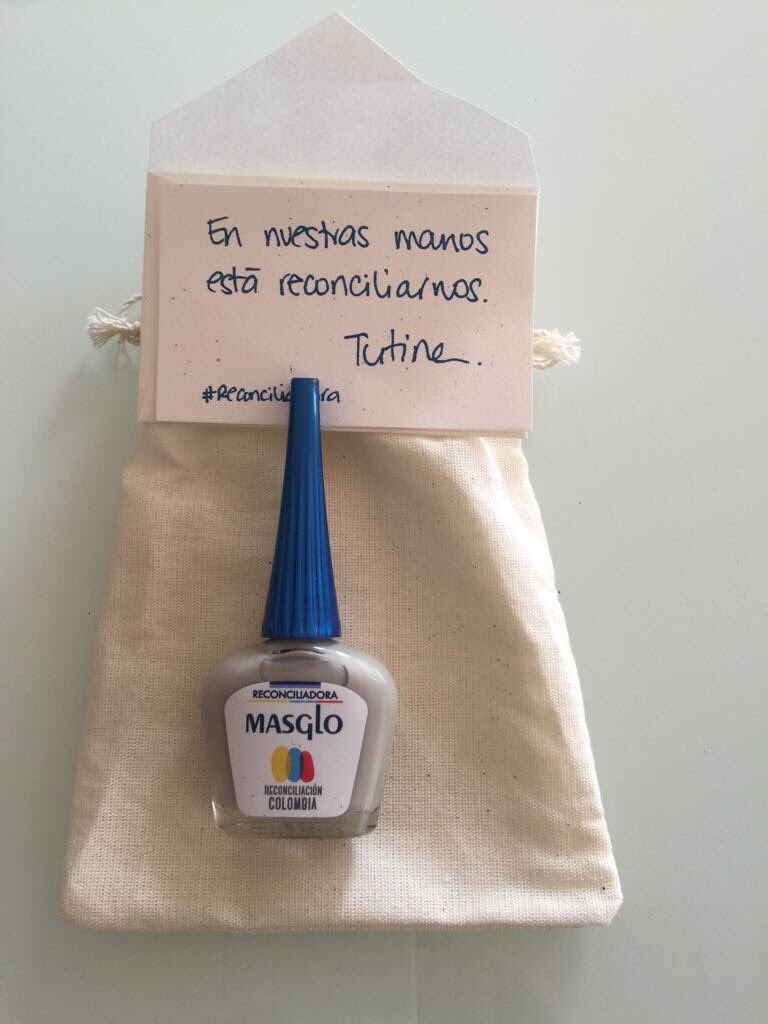 En nuestras manos
está reconciliarnos.
Tutina.
RECONCILIADORA
MASGLO
RECONCILIACIÓN
COLOMBIA